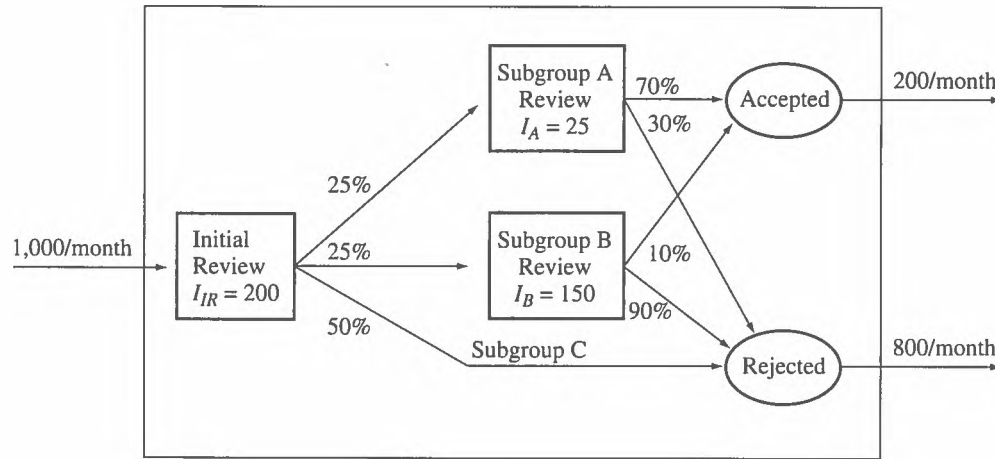 1,000/month
Initial
Review
I_IR = 200
25%
25%
50%
Subgroup A
Review
I_A = 25
Subgroup B
Review
I_B = 150
Subgroup C
70%
30%
10%
90%
Accepted
Rejected
200/month
800/month